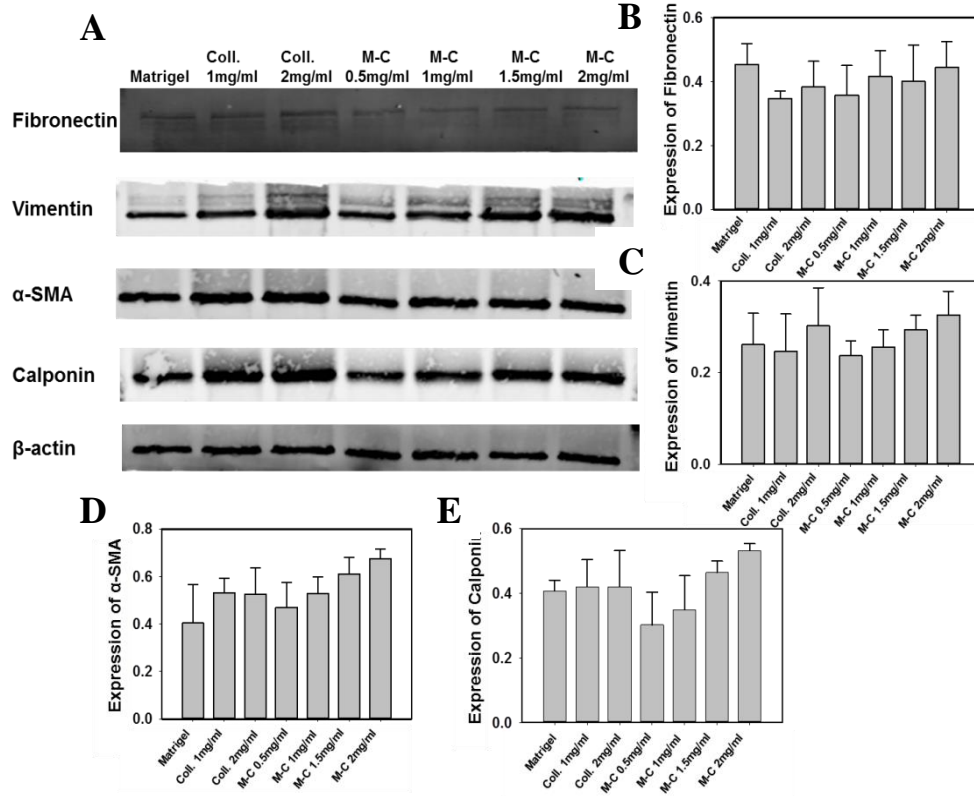 A
Matrigel
Coll.
1mg/ml
Coll.
2mg/ml
M-C
0.5mg/ml
M-C
1mg/ml
M-C
1.5mg/ml
M-C
2mg/ml
Fibronectin
Vimentin
α-SMA
Calponin
β-actin
B
Expression of Fibronectin
0.6
0.4
0.2
0.0
Matrigel
Coll. 1mg/ml
Coll. 2mg/ml
M-C 0.5mg/ml
M-C 1mg/ml
M-C 1.5mg/ml
M-C 2mg/ml
C
Expression of Vimentin
0.4
0.2
0.0
Matrigel
Coll. 1mg/ml
Coll. 2mg/ml
M-C 0.5mg/ml
M-C 1mg/ml
M-C 1.5mg/ml
M-C 2mg/ml
D
Expression of α-SMA
0.8
0.6
0.4
0.2
0.0
Matrigel
Coll. 1mg/ml
Coll. 2mg/ml
M-C 0.5mg/ml
M-C 1mg/ml
M-C 1.5mg/ml
M-C 2mg/ml
E
Expression of Calponi
0.6
0.4
0.2
0.0
Matrigel
Coll. 1mg/ml
Coll. 2mg/ml
M-C 0.5mg/ml
M-C 1mg/ml
M-C 1.5mg/ml
M-C 2mg/ml